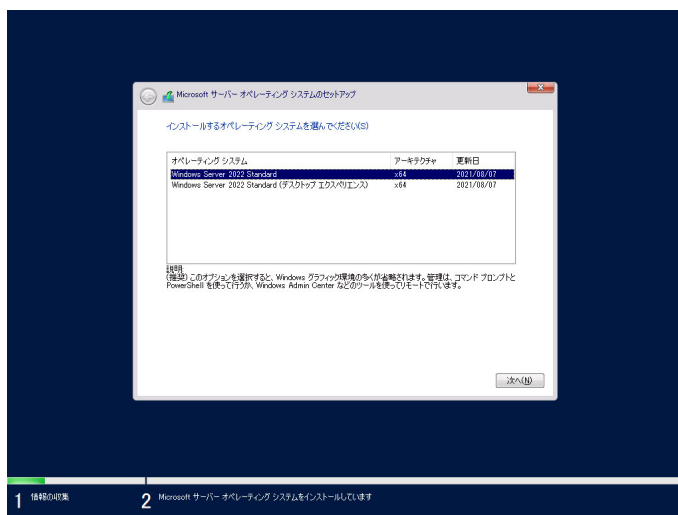 Microsoft サーバー オペレーティング システムのセットアップ
インストールするオペレーティング システムを選んでください(S)
オペレーティング システム アーキテクチャ 更新日
Windows Server 2022 Standard x64 2021/08/07
Windows Server 2022 Standard (デスクトップ エクスペリエンス) x64 2021/08/07
説明:
(推奨) このオプションを選択すると、Windows グラフィック環境の多くが省略されます。管理は、コマンド プロンプトと
PowerShell を使って行うか、Windows Admin Center などのツールを使ってリモートで行います。
次へ(N)
1 情報の収集 2 Microsoft サーバー オペレーティング システムをインストールしています